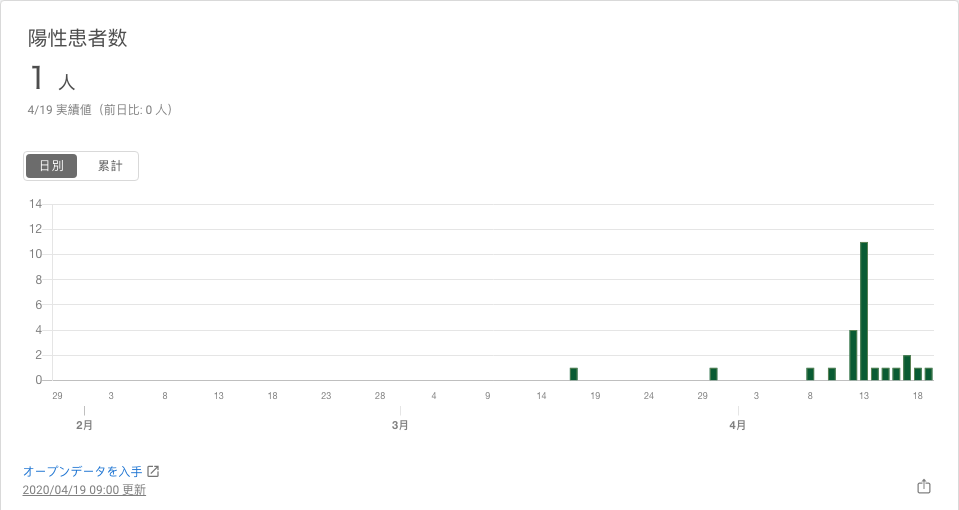 陽性患者数
1 人
4/19 実績値（前日比: 0 人）
日別 累計
14
12
10
8
6
4
2
0
29 3 8 13 18 23 28 4 9 14 19 24 29 3 8 13 18
2月 3月 4月
オープンデータを入手
2020/04/19 09:00 更新